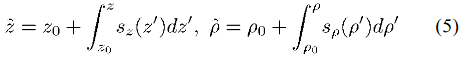 z̃ = z₀ + ∫_{z₀}^{z} s_z(z′)dz′, ρ̃ = ρ₀ + ∫_{ρ₀}^{ρ} s_ρ(ρ′)dρ′ (5)